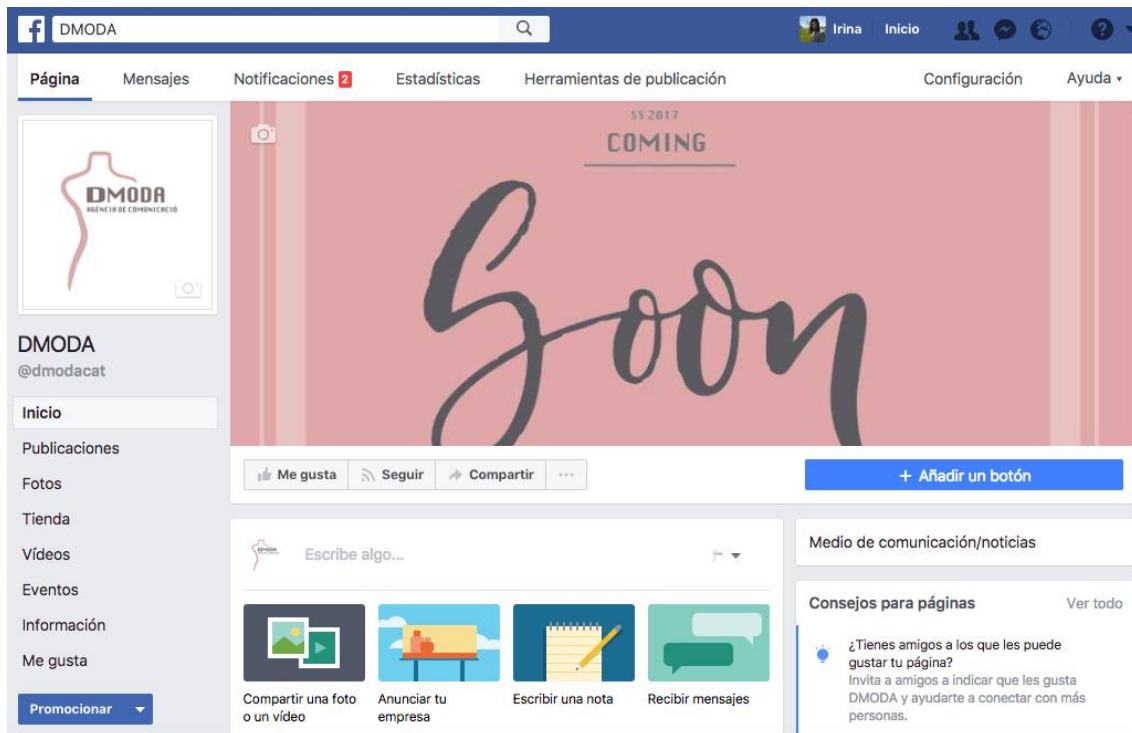 DMODA
Irina
Inicio
Página
Mensajes
Notificaciones 2
Estadísticas
Herramientas de publicación
Configuración
Ayuda
DMODA
AGÈNCIA DE COMUNICACIÓ
SS 2017
COMING
Soon
DMODA
@dmodacat
Inicio
Publicaciones
Fotos
Tienda
Vídeos
Eventos
Información
Me gusta
Promocionar
Me gusta
Seguir
Compartir
+ Añadir un botón
DMODA
Escribe algo...
Compartir una foto
o un vídeo
Anunciar tu
empresa
Escribir una nota
Recibir mensajes
Medio de comunicación/noticias
Consejos para páginas
Ver todo
¿Tienes amigos a los que les puede
gustar tu página?
Invita a amigos a indicar que les gusta
DMODA y ayudarte a conectar con más
personas.